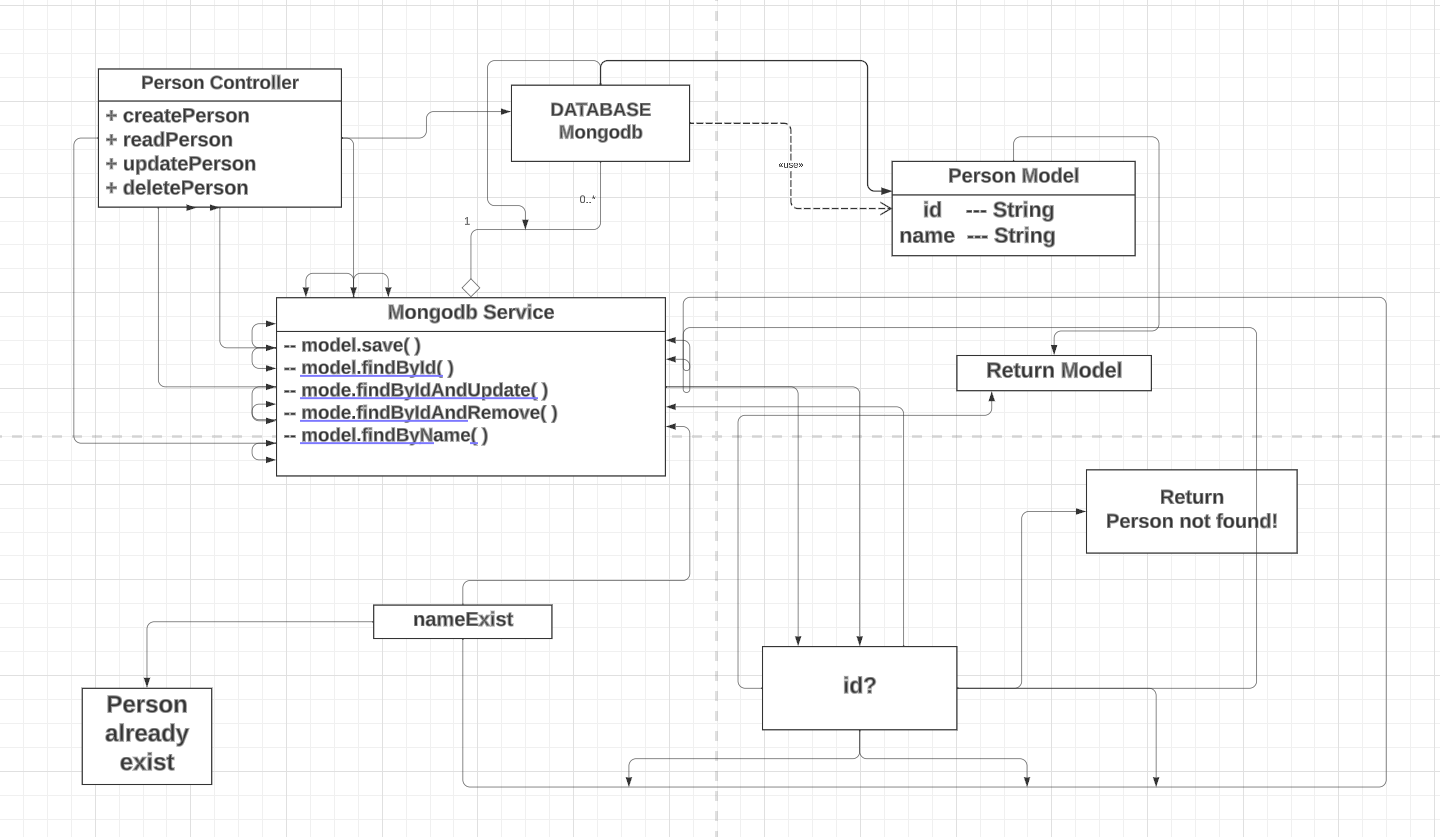 Person Controller
+ createPerson
+ readPerson
+ updatePerson
+ deletePerson
DATABASE
Mongodb
«use»
Person Model
id --- String
name --- String
0..*
1
Mongodb Service
-- model.save( )
-- model.findById( )
-- mode.findByIdAndUpdate( )
-- mode.findByIdAndRemove( )
-- model.findByName( )
Return Model
Return
Person not found!
nameExist
id?
Person
already
exist